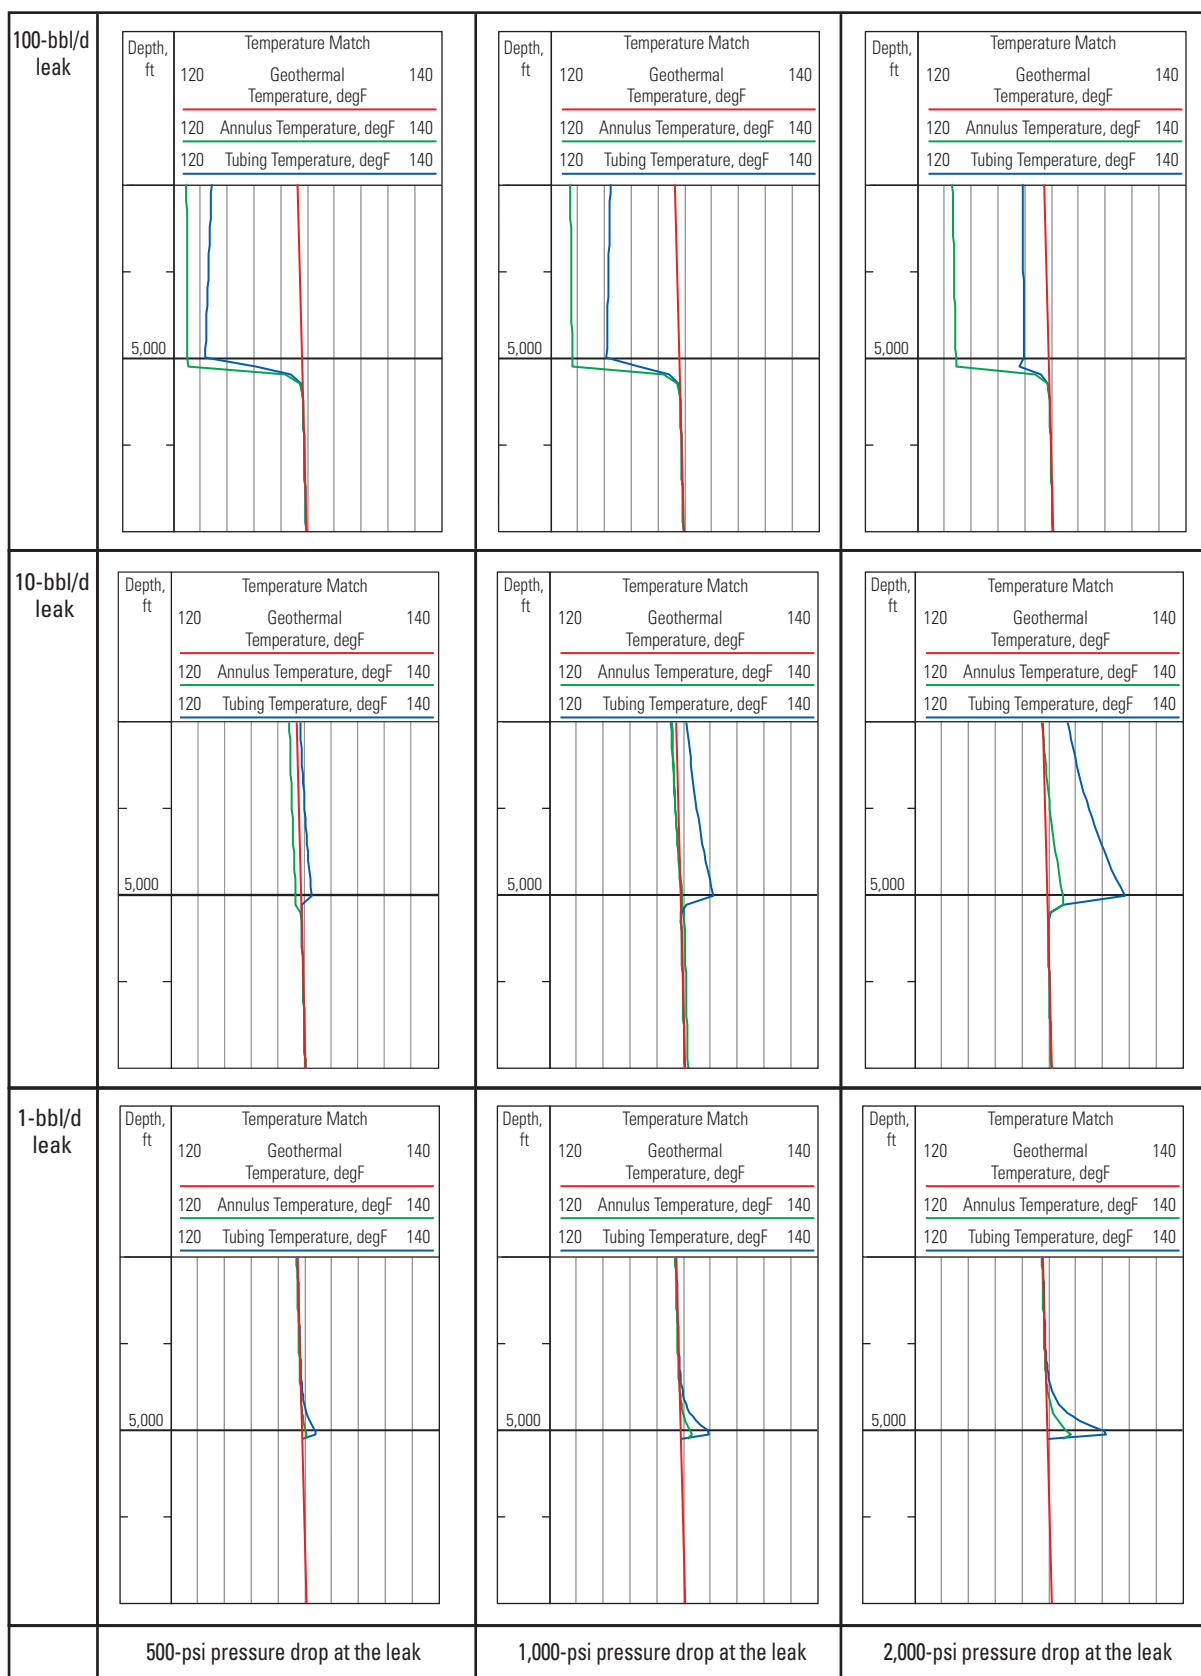 100-bbl/d
leak
Depth,
ft
Temperature Match
120 Geothermal 140
Temperature, degF
120 Annulus Temperature, degF 140
120 Tubing Temperature, degF 140
5,000
Depth,
ft
Temperature Match
120 Geothermal 140
Temperature, degF
120 Annulus Temperature, degF 140
120 Tubing Temperature, degF 140
5,000
Depth,
ft
Temperature Match
120 Geothermal 140
Temperature, degF
120 Annulus Temperature, degF 140
120 Tubing Temperature, degF 140
5,000
10-bbl/d
leak
Depth,
ft
Temperature Match
120 Geothermal 140
Temperature, degF
120 Annulus Temperature, degF 140
120 Tubing Temperature, degF 140
5,000
Depth,
ft
Temperature Match
120 Geothermal 140
Temperature, degF
120 Annulus Temperature, degF 140
120 Tubing Temperature, degF 140
5,000
Depth,
ft
Temperature Match
120 Geothermal 140
Temperature, degF
120 Annulus Temperature, degF 140
120 Tubing Temperature, degF 140
5,000
1-bbl/d
leak
Depth,
ft
Temperature Match
120 Geothermal 140
Temperature, degF
120 Annulus Temperature, degF 140
120 Tubing Temperature, degF 140
5,000
Depth,
ft
Temperature Match
120 Geothermal 140
Temperature, degF
120 Annulus Temperature, degF 140
120 Tubing Temperature, degF 140
5,000
Depth,
ft
Temperature Match
120 Geothermal 140
Temperature, degF
120 Annulus Temperature, degF 140
120 Tubing Temperature, degF 140
5,000
500-psi pressure drop at the leak
1,000-psi pressure drop at the leak
2,000-psi pressure drop at the leak